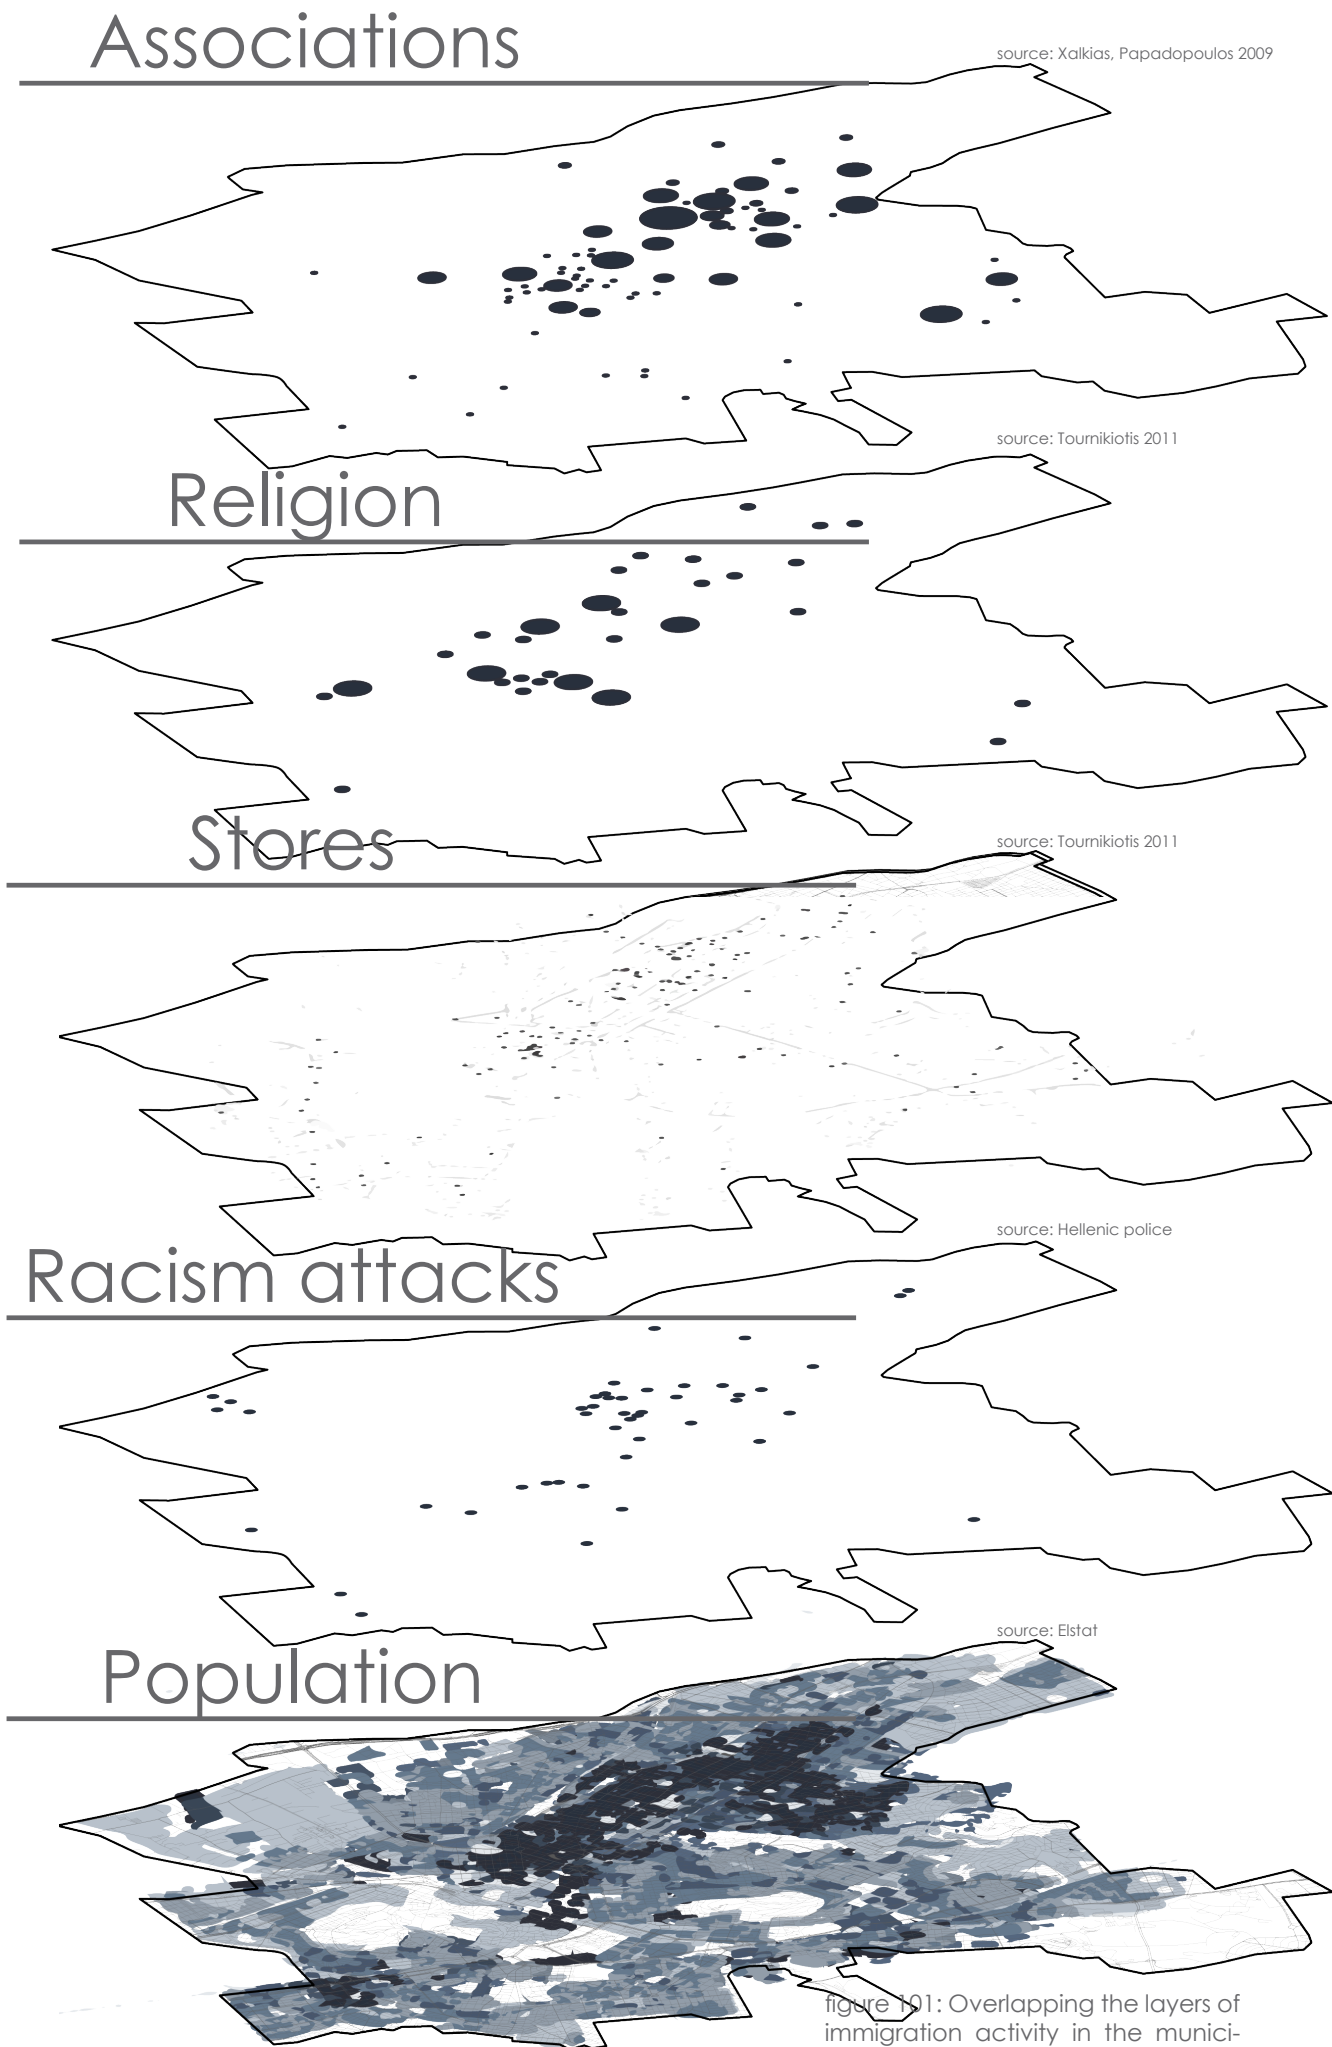 Associations
source: Xalkias, Papadopoulos 2009
source: Tournikiotis 2011
Religion
Stores
source: Tournikiotis 2011
source: Hellenic police
Racism attacks
source: Elstat
Population
figure 101: Overlapping the layers of
immigration activity in the munici-